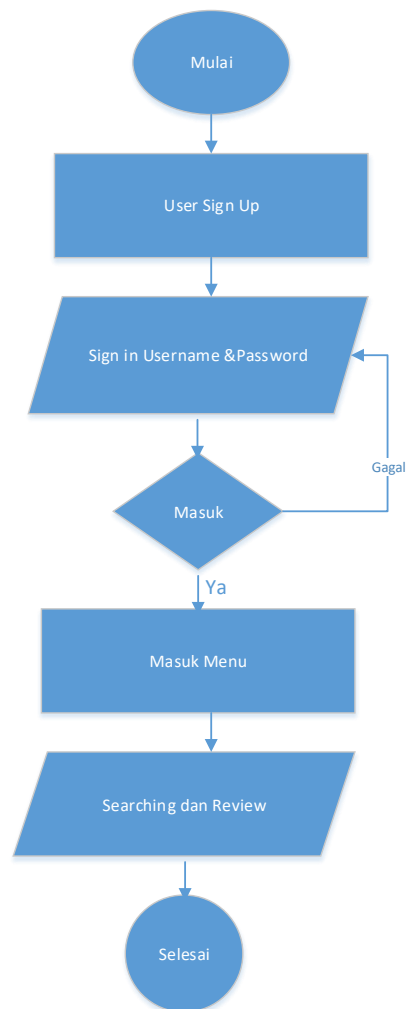 Mulai
User Sign Up
Sign in Username &Password
Gagal
Masuk
Ya
Masuk Menu
Searching dan Review
Selesai